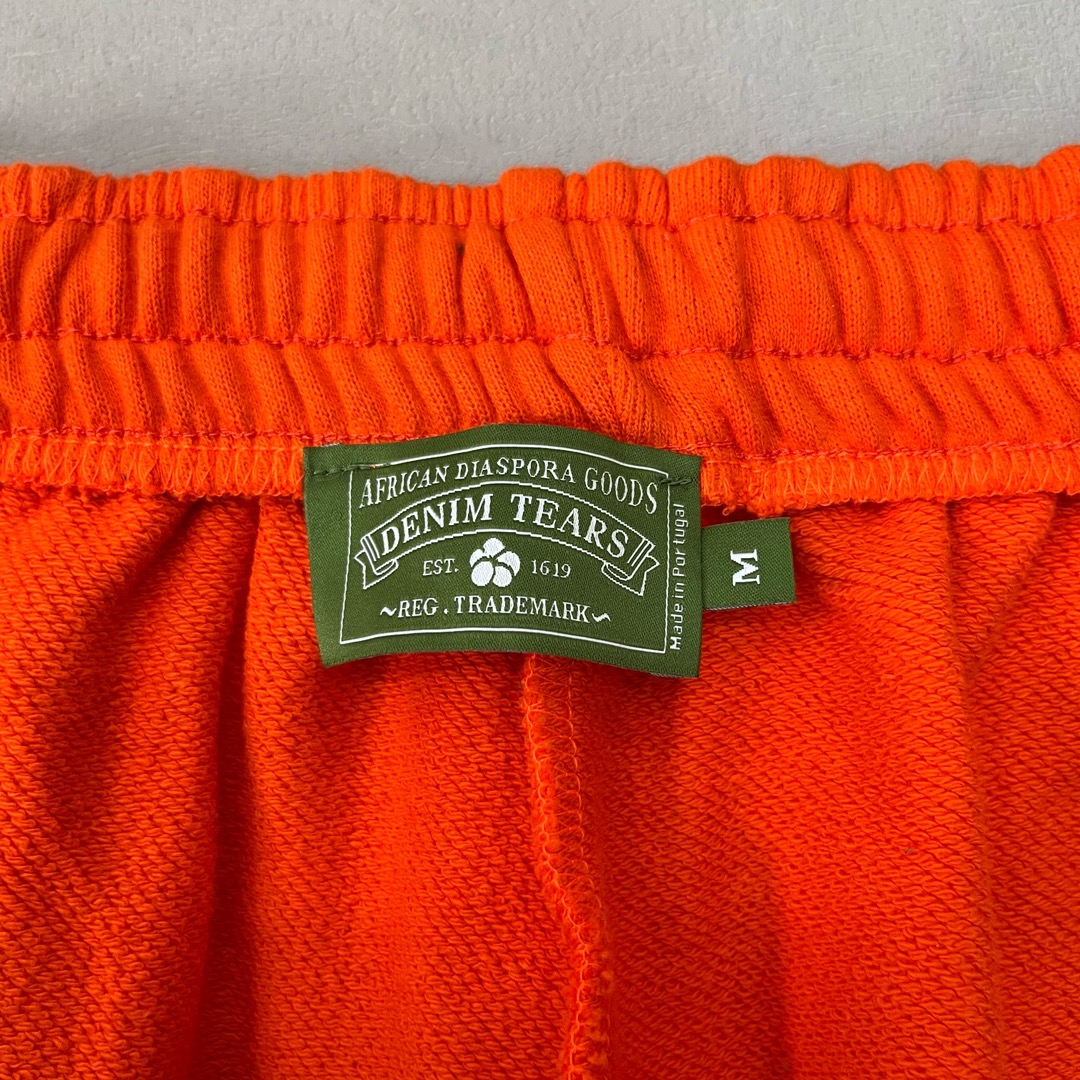 AFRICAN DIASPORA GOODS
DENIM TEARS
EST. 1619
~REG. TRADEMARK~
Made in Portugal
M